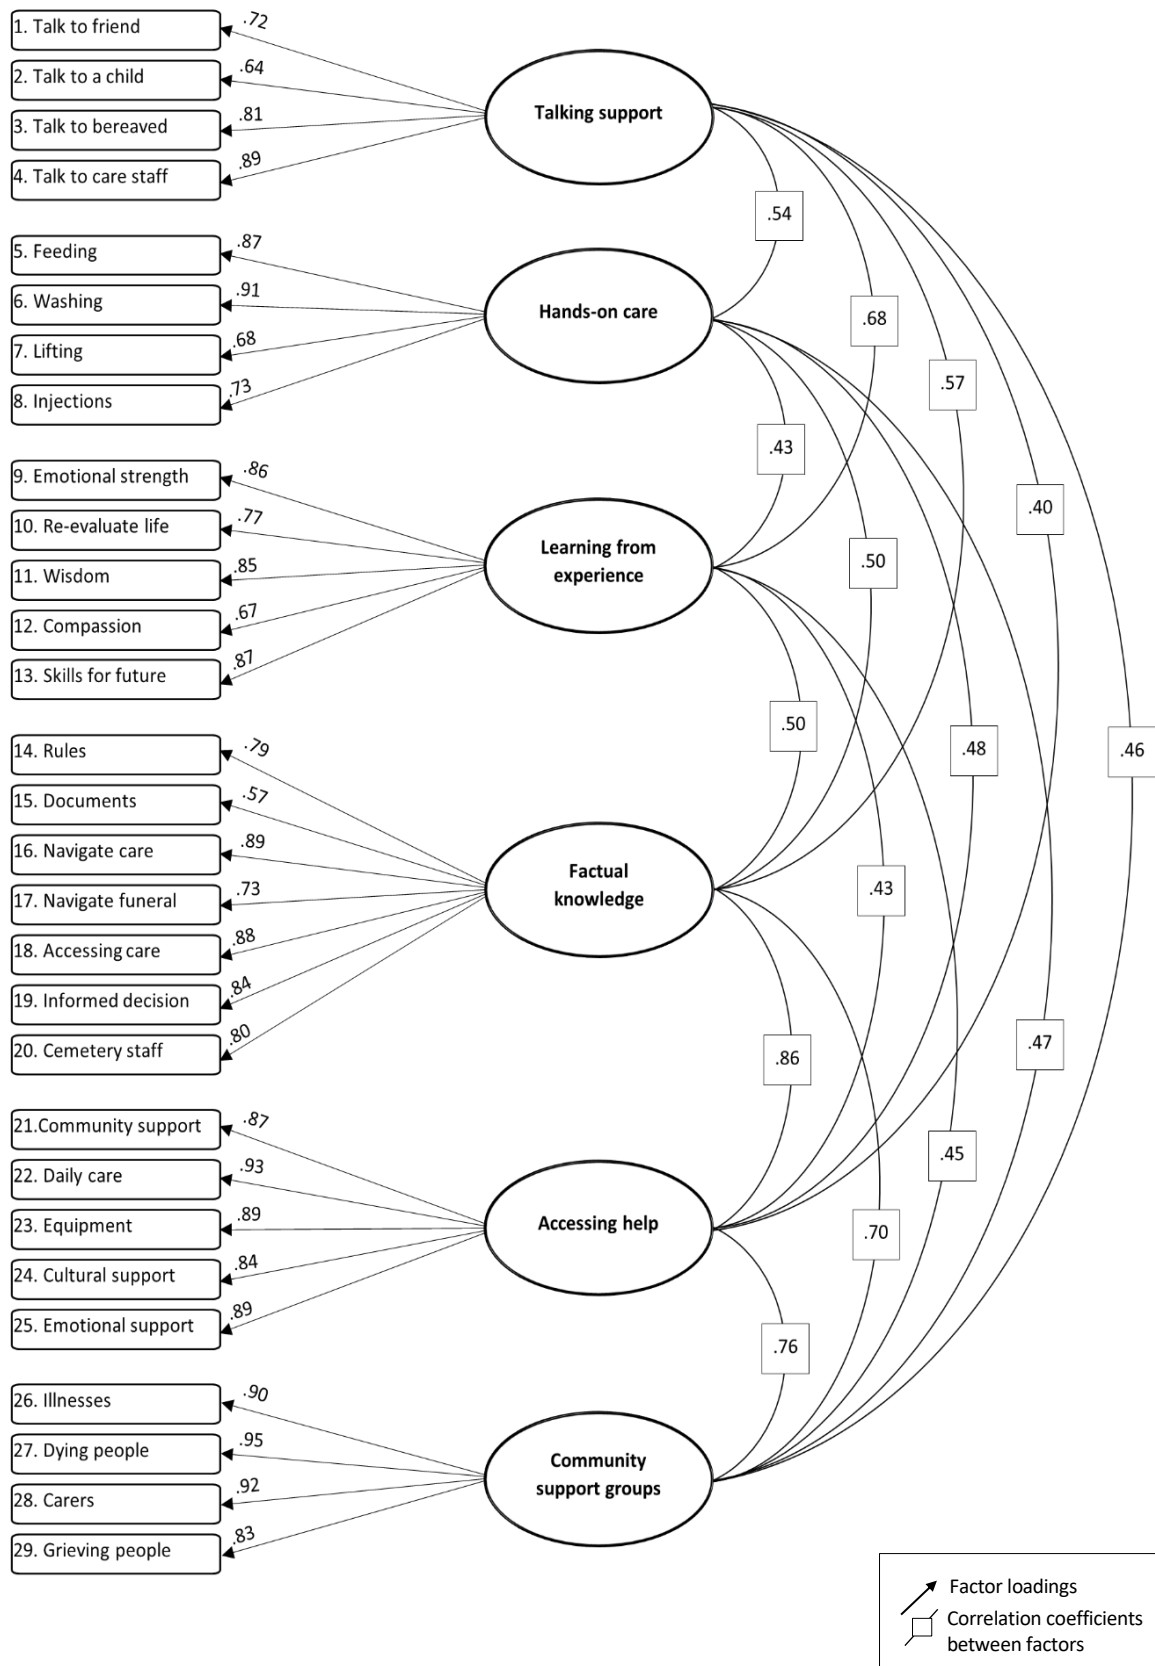 1. Talk to friend
.72
2. Talk to a child
.64
3. Talk to bereaved
.81
4. Talk to care staff
.89
Talking support
5. Feeding
.87
6. Washing
.91
7. Lifting
.68
8. Injections
.73
Hands-on care
9. Emotional strength
.86
10. Re-evaluate life
.77
11. Wisdom
.85
12. Compassion
.67
13. Skills for future
.87
Learning from
experience
14. Rules
.79
15. Documents
.57
16. Navigate care
.89
17. Navigate funeral
.73
18. Accessing care
.88
19. Informed decision
.84
20. Cemetery staff
.80
Factual
knowledge
21.Community support
.87
22. Daily care
.93
23. Equipment
.89
24. Cultural support
.84
25. Emotional support
.89
Accessing help
26. Illnesses
.90
27. Dying people
.95
28. Carers
.92
29. Grieving people
.83
Community
support groups
.54
.68
.57
.43
.40
.50
.50
.48
.46
.43
.47
.86
.45
.70
.76
Factor loadings
Correlation coefficients
between factors